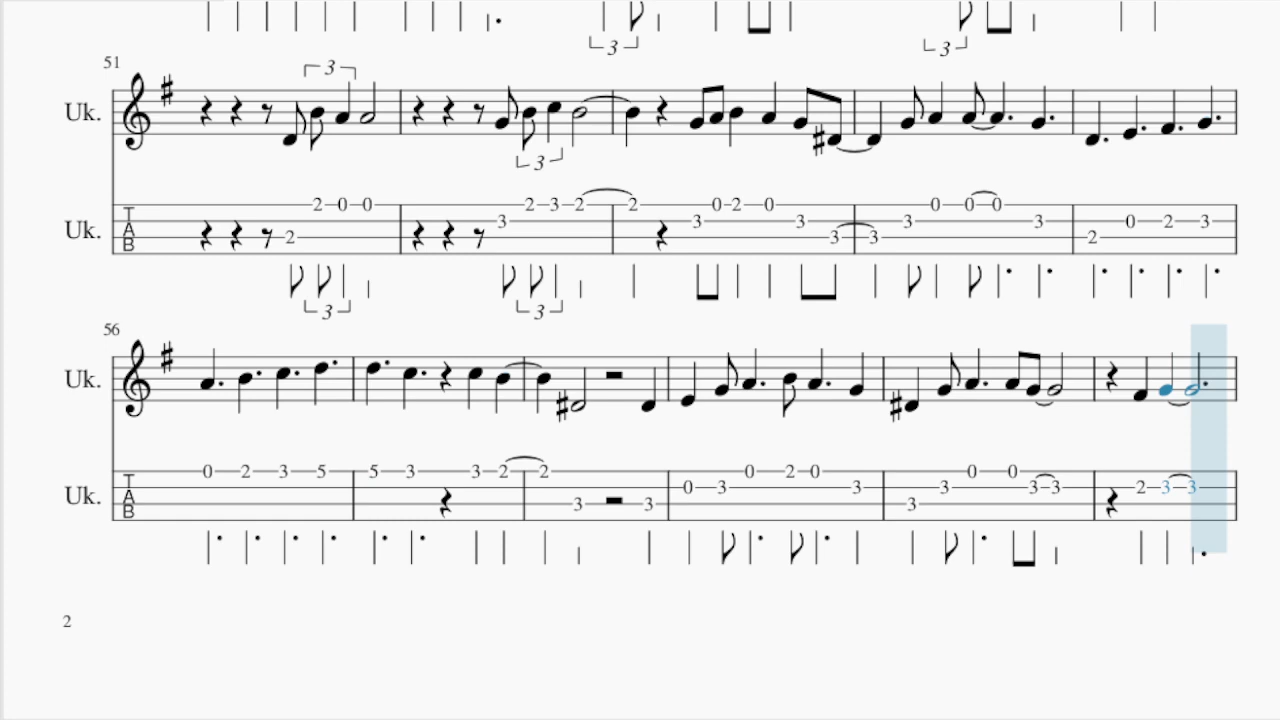 3 3
51
3
Uk.
3
2 0 0 2 3 2 2 0 2 0 0 0 0
3 3 3 3 3 0 2 3
Uk.
2 3 3 2
3 3
56
Uk.
0 2 3 5 5 3 3 2 2 0 2 0 0 0
0 3 3 3 3 3 2 3 3
Uk.
3 3 3
2